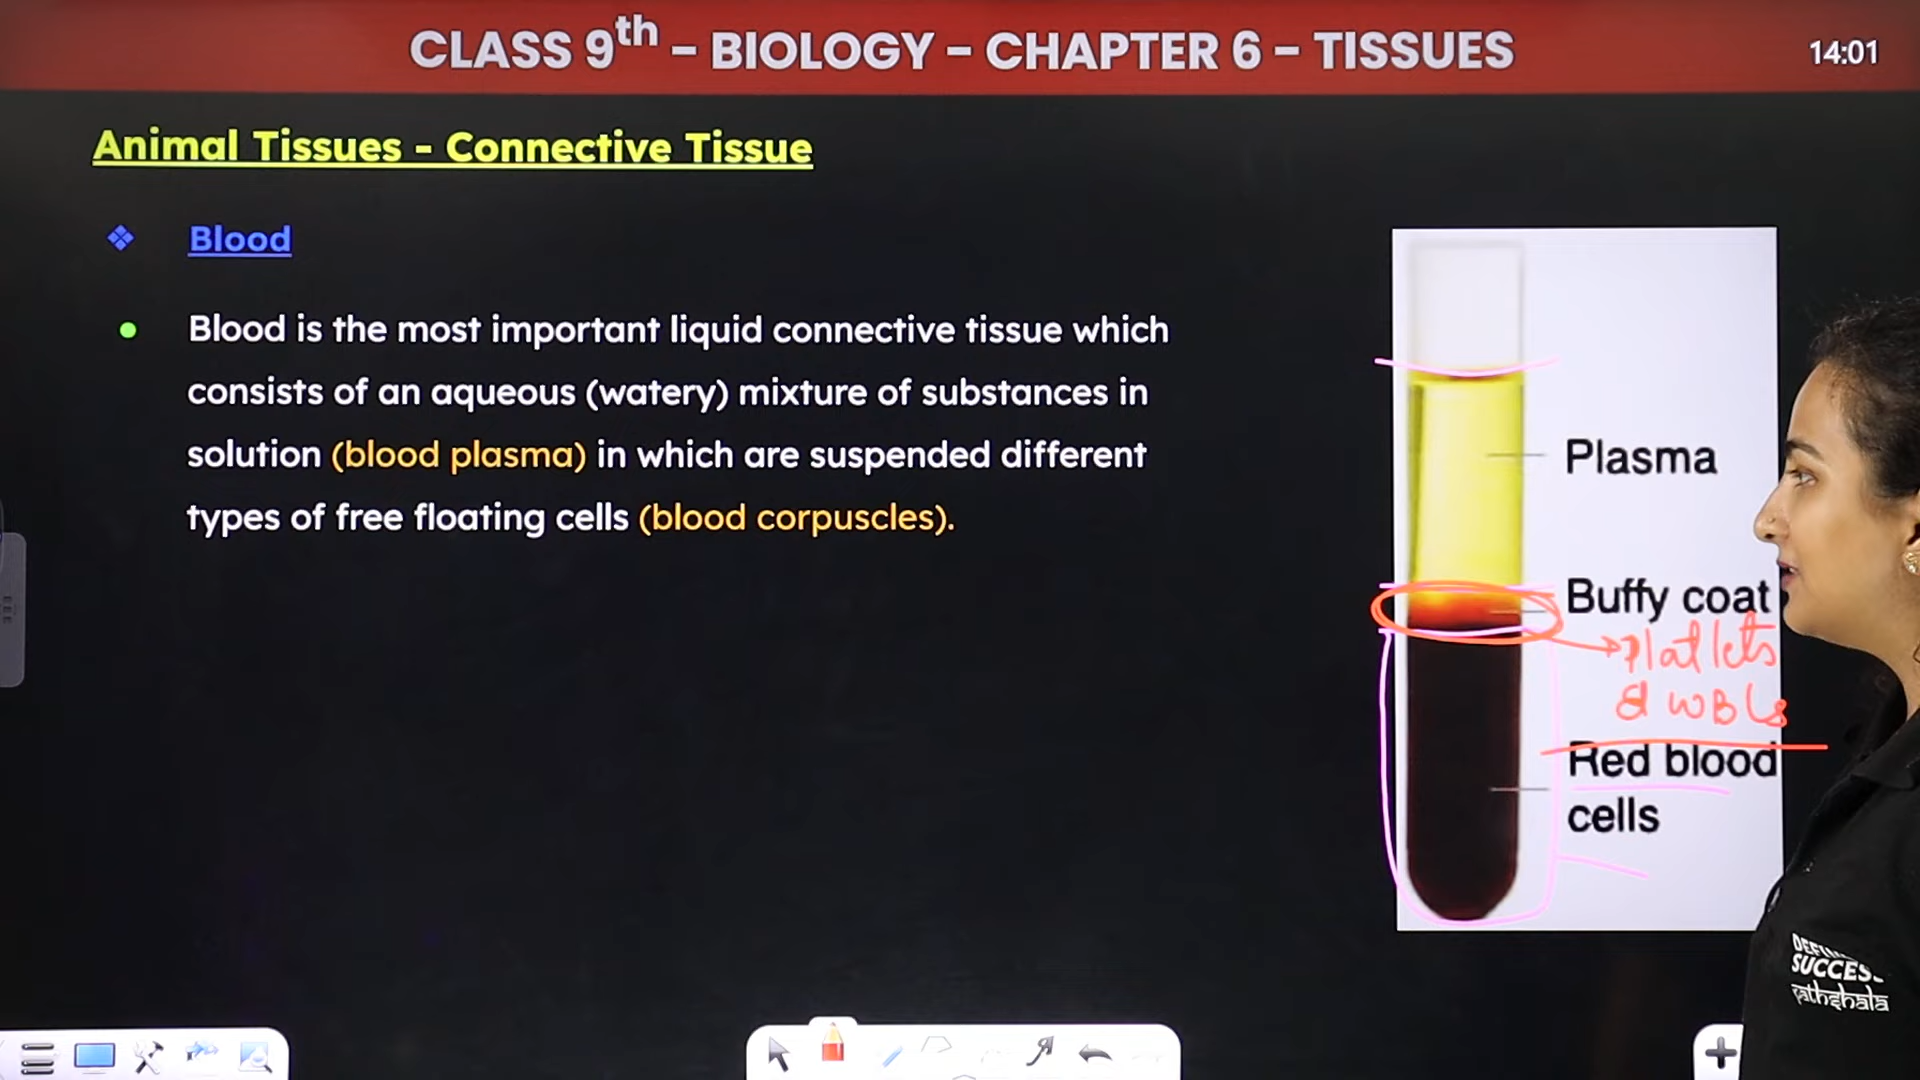 CLASS 9th – BIOLOGY – CHAPTER 6 – TISSUES
14:01
Animal Tissues - Connective Tissue
❖ Blood
• Blood is the most important liquid connective tissue which
consists of an aqueous (watery) mixture of substances in
solution (blood plasma) in which are suspended different
types of free floating cells (blood corpuscles).
Plasma
Buffy coat
→ Platlets
& WBCs
Red blood
cells
SUCCESS
pathshala